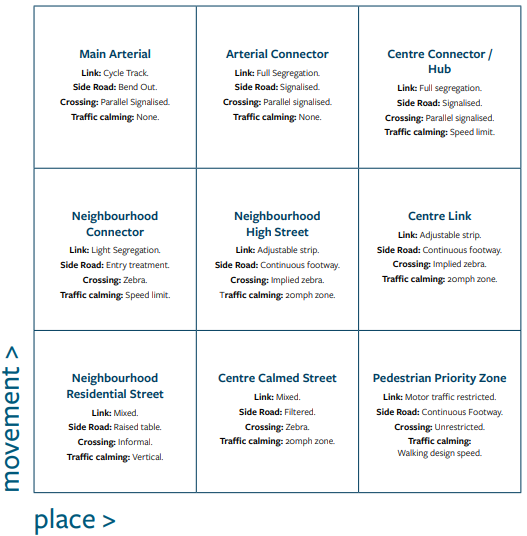 Main Arterial
Link: Cycle Track.
Side Road: Bend Out.
Crossing: Parallel Signalised.
Traffic calming: None.
Arterial Connector
Link: Full Segregation.
Side Road: Signalised.
Crossing: Parallel signalised.
Traffic calming: None.
Centre Connector /
Hub
Link: Full segregation.
Side Road: Signalised.
Crossing: Parallel signalised.
Traffic calming: Speed limit.
Neighbourhood
Connector
Link: Light Segregation.
Side Road: Entry treatment.
Crossing: Zebra.
Traffic calming: Speed limit.
Neighbourhood
High Street
Link: Adjustable strip.
Side Road: Continuous footway.
Crossing: Implied zebra.
Traffic calming: 20mph zone.
Centre Link
Link: Adjustable strip.
Side Road: Continuous footway.
Crossing: Implied zebra.
Traffic calming: 20mph zone.
Neighbourhood
Residential Street
Link: Mixed.
Side Road: Raised table.
Crossing: Informal.
Traffic calming: Vertical.
Centre Calmed Street
Link: Mixed.
Side Road: Filtered.
Crossing: Zebra.
Traffic calming: 20mph zone.
Pedestrian Priority Zone
Link: Motor traffic restricted.
Side Road: Continuous Footway.
Crossing: Unrestricted.
Traffic calming:
Walking design speed.
movement >
place >